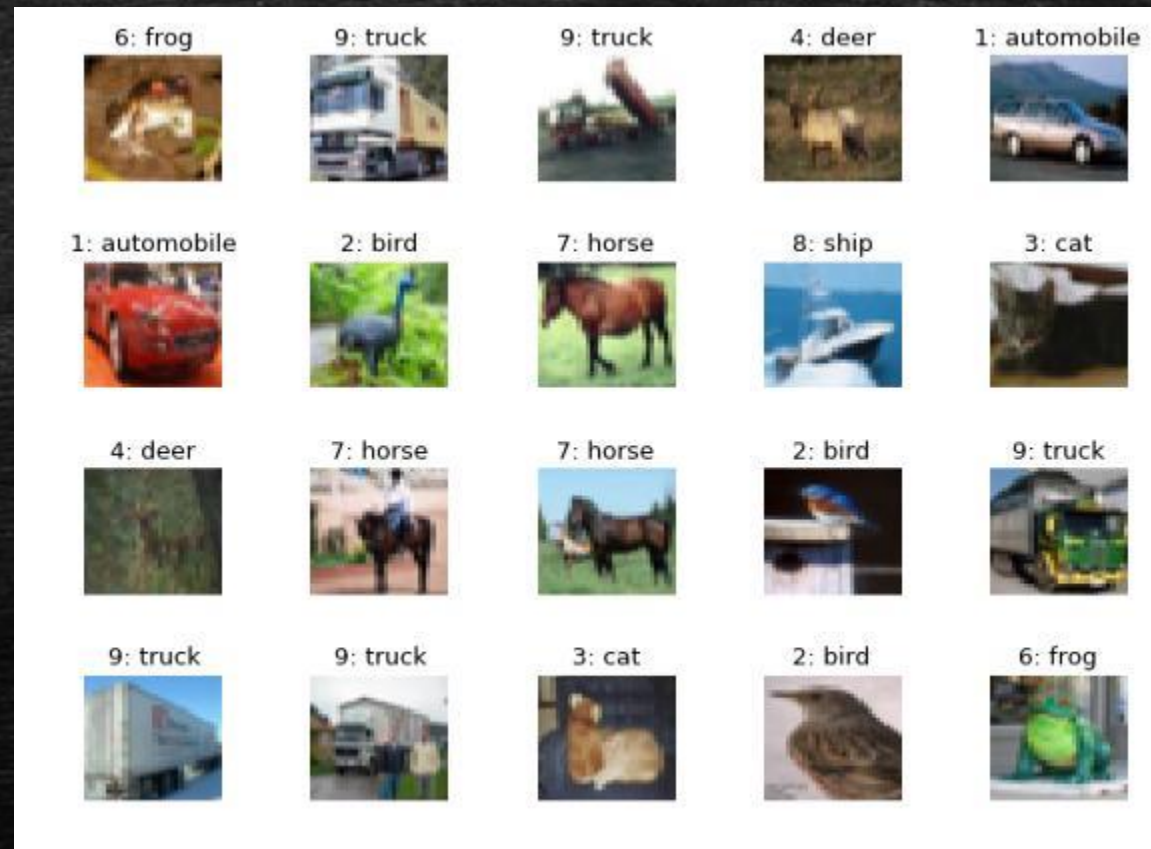 6: frog
9: truck
9: truck
4: deer
1: automobile
1: automobile
2: bird
7: horse
8: ship
3: cat
4: deer
7: horse
7: horse
2: bird
9: truck
9: truck
9: truck
3: cat
2: bird
6: frog